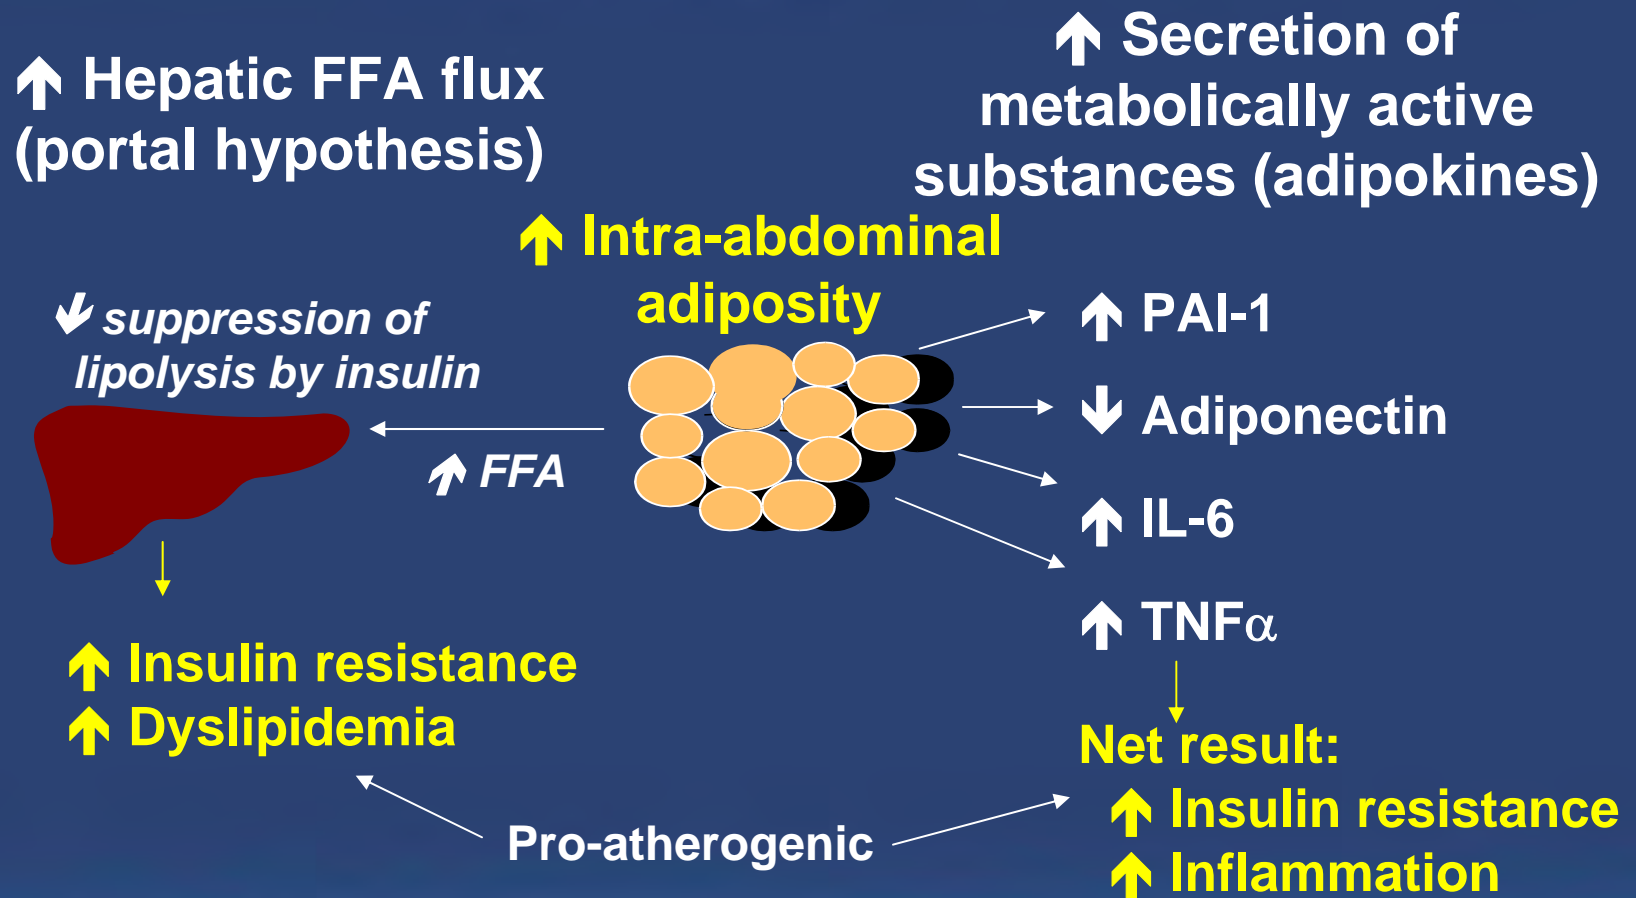 ↑ Hepatic FFA flux
(portal hypothesis)
↑ Secretion of
metabolically active
substances (adipokines)
↑ Intra-abdominal
adiposity
↓ suppression of
lipolysis by insulin
↑ FFA
↑ PAI-1
↓ Adiponectin
↑ IL-6
↑ TNFα
↑ Insulin resistance
↑ Dyslipidemia
Net result:
↑ Insulin resistance
↑ Inflammation
Pro-atherogenic